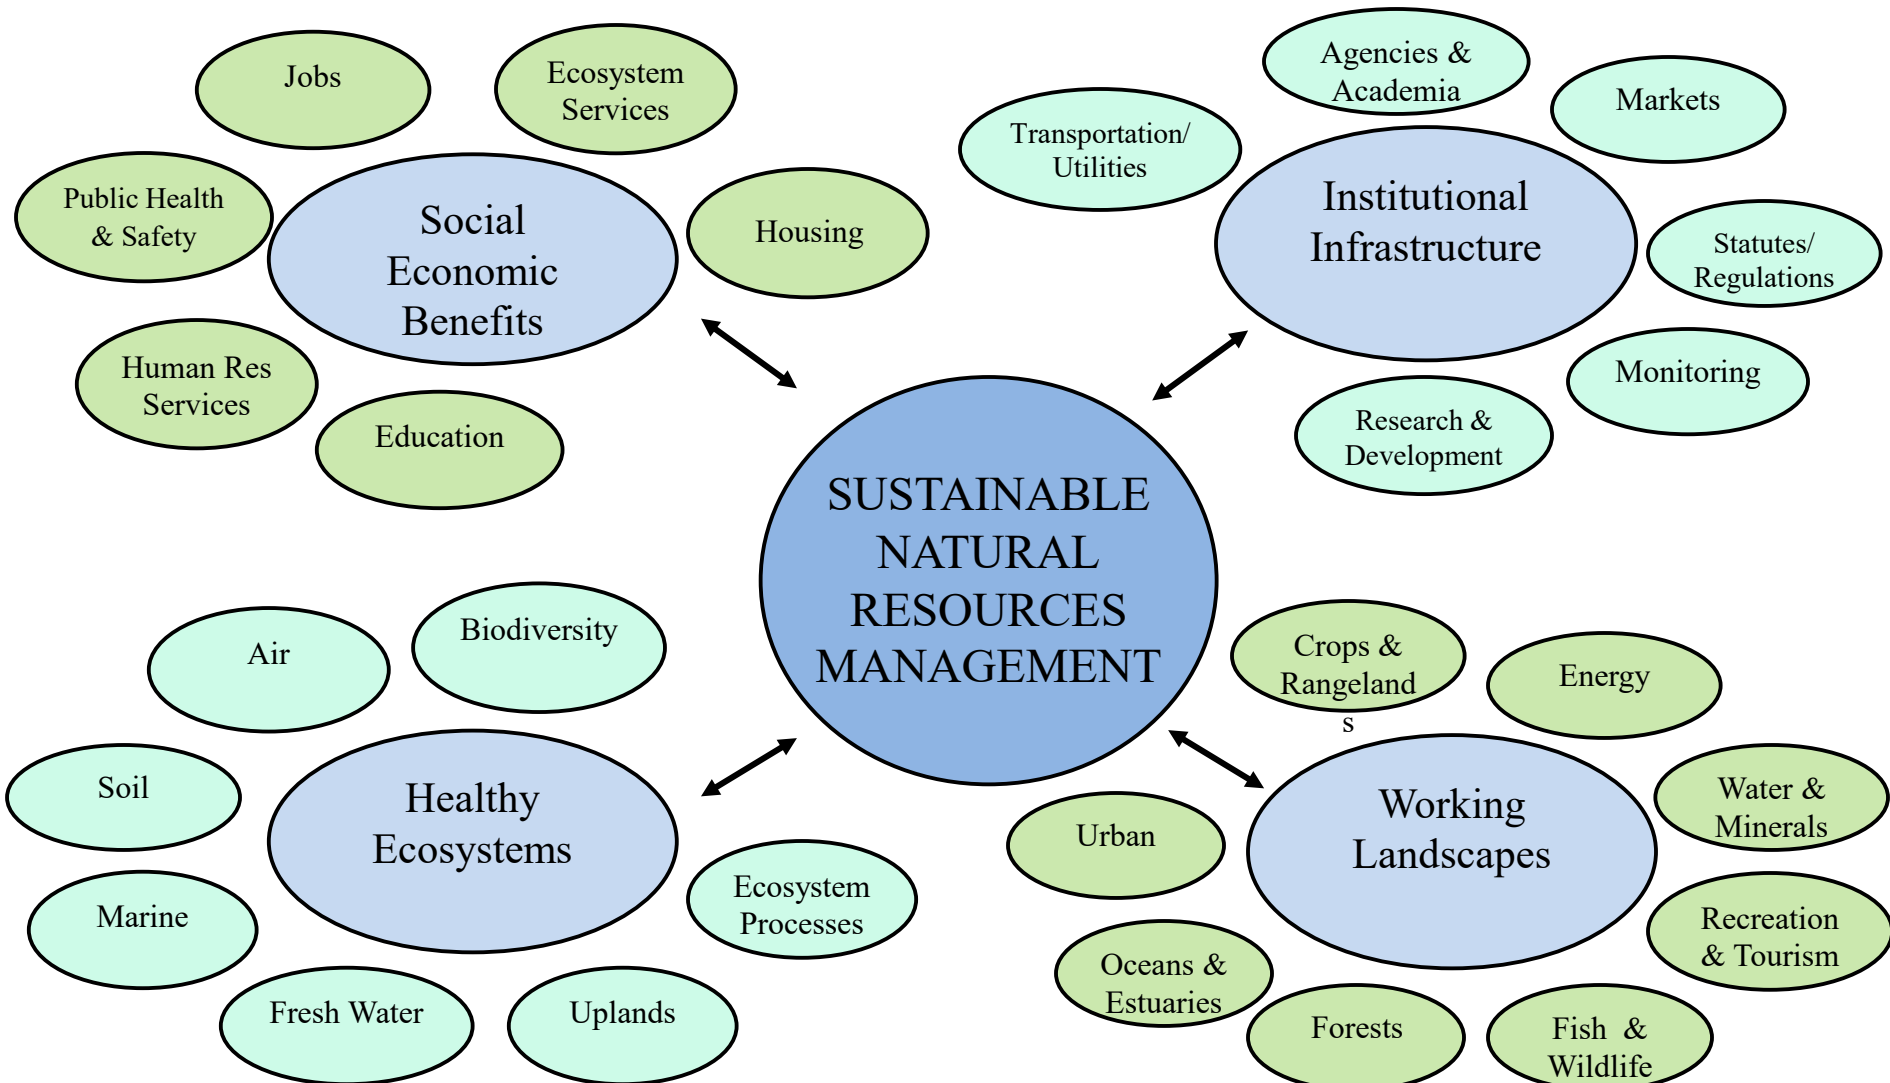 Jobs
Ecosystem
Services
Public Health
& Safety
Social
Economic
Benefits
Housing
Human Res
Services
Education
Agencies &
Academia
Markets
Transportation/
Utilities
Institutional
Infrastructure
Statutes/
Regulations
Monitoring
Research &
Development
SUSTAINABLE
NATURAL
RESOURCES
MANAGEMENT
Air
Biodiversity
Soil
Healthy
Ecosystems
Marine
Ecosystem
Processes
Fresh Water
Uplands
Crops &
Rangeland
s
Energy
Urban
Working
Landscapes
Water &
Minerals
Recreation
& Tourism
Oceans &
Estuaries
Forests
Fish  &
Wildlife